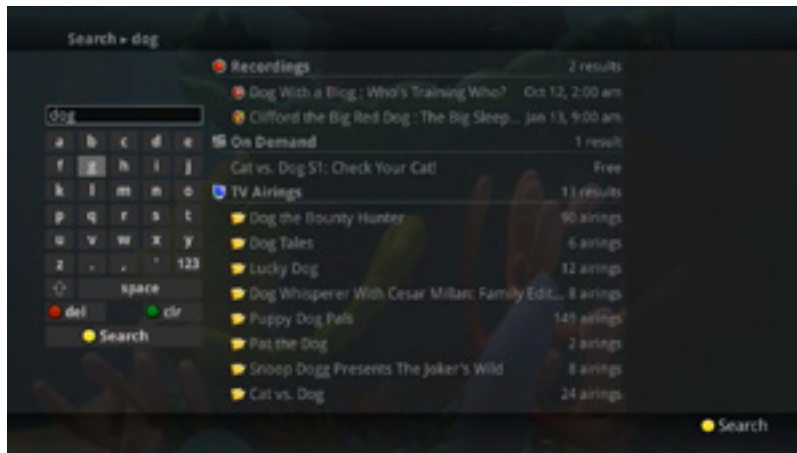 Search ▸ dog
Recordings 2 results
Dog With a Blog : Who's Training Who? Oct 12, 2:00 am
dog
Clifford the Big Red Dog : The Big Sleep... Jan 13, 9:00 am
a b c d e
On Demand 1 result
f g h i j
Cat vs. Dog S1: Check Your Cat! Free
k l m n o
TV Airings 13 results
p q r s t
Dog the Bounty Hunter 90 airings
u v w x y
Dog Tales 6 airings
z - . ' 123
Lucky Dog 12 airings
space
Dog Whisperer With Cesar Millan: Family Edit... 8 airings
del clr
Puppy Dog Pals 149 airings
Search
Pat the Dog 2 airings
Snoop Dogg Presents The Joker's Wild 8 airings
Cat vs. Dog 24 airings
Search